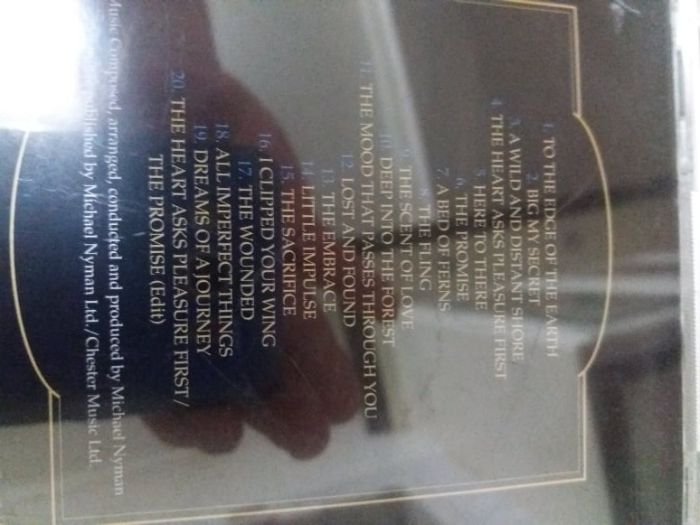 1. TO THE EDGE OF THE EARTH
2. BIG MY SECRET
3. A WILD AND DISTANT SHORE
4. THE HEART ASKS PLEASURE FIRST
5. HERE TO THERE
6. THE PROMISE
7. A BED OF FERNS
8. THE FLING
9. THE SCENT OF LOVE
10. DEEP INTO THE FOREST
11. THE MOOD THAT PASSES THROUGH YOU
12. LOST AND FOUND
13. THE EMBRACE
14. LITTLE IMPULSE
15. THE SACRIFICE
16. I CLIPPED YOUR WING
17. THE WOUNDED
18. ALL IMPERFECT THINGS
19. DREAMS OF A JOURNEY
20. THE HEART ASKS PLEASURE FIRST/
THE PROMISE (Edit)
Music Composed, arranged, conducted and produced by Michael Nyman
Published by Michael Nyman Ltd./Chester Music Ltd.